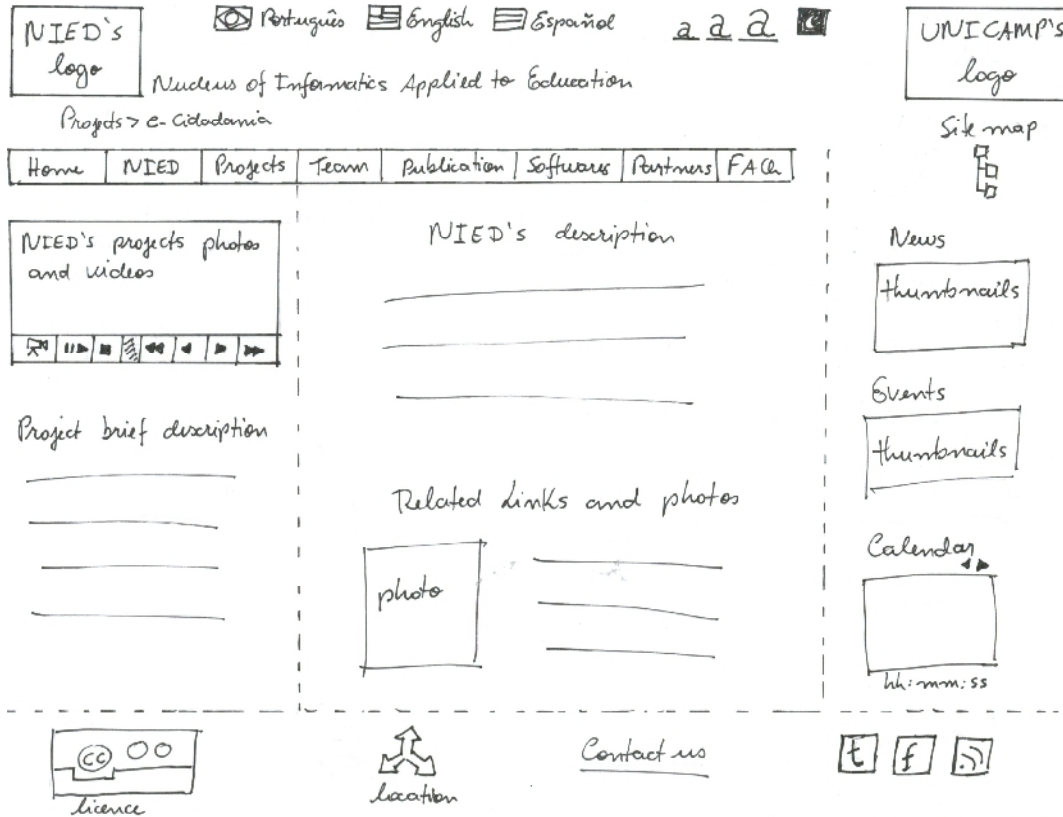 NIED's
logo
Português English Español
a a a C
UNICAMP's
logo
Nucleus of Informatics Applied to Education
Projets > e-Cidadania
Site map
Home NIED Projects Team Publication Softwares Partners FAQ
NIED's projects photos
and videos
NIED's description
News
thumbnails
Project brief description
Events
thumbnails
Related Links and photos
photo
Calendar
hh:mm:ss
CC
licence
location
Contact us
t f